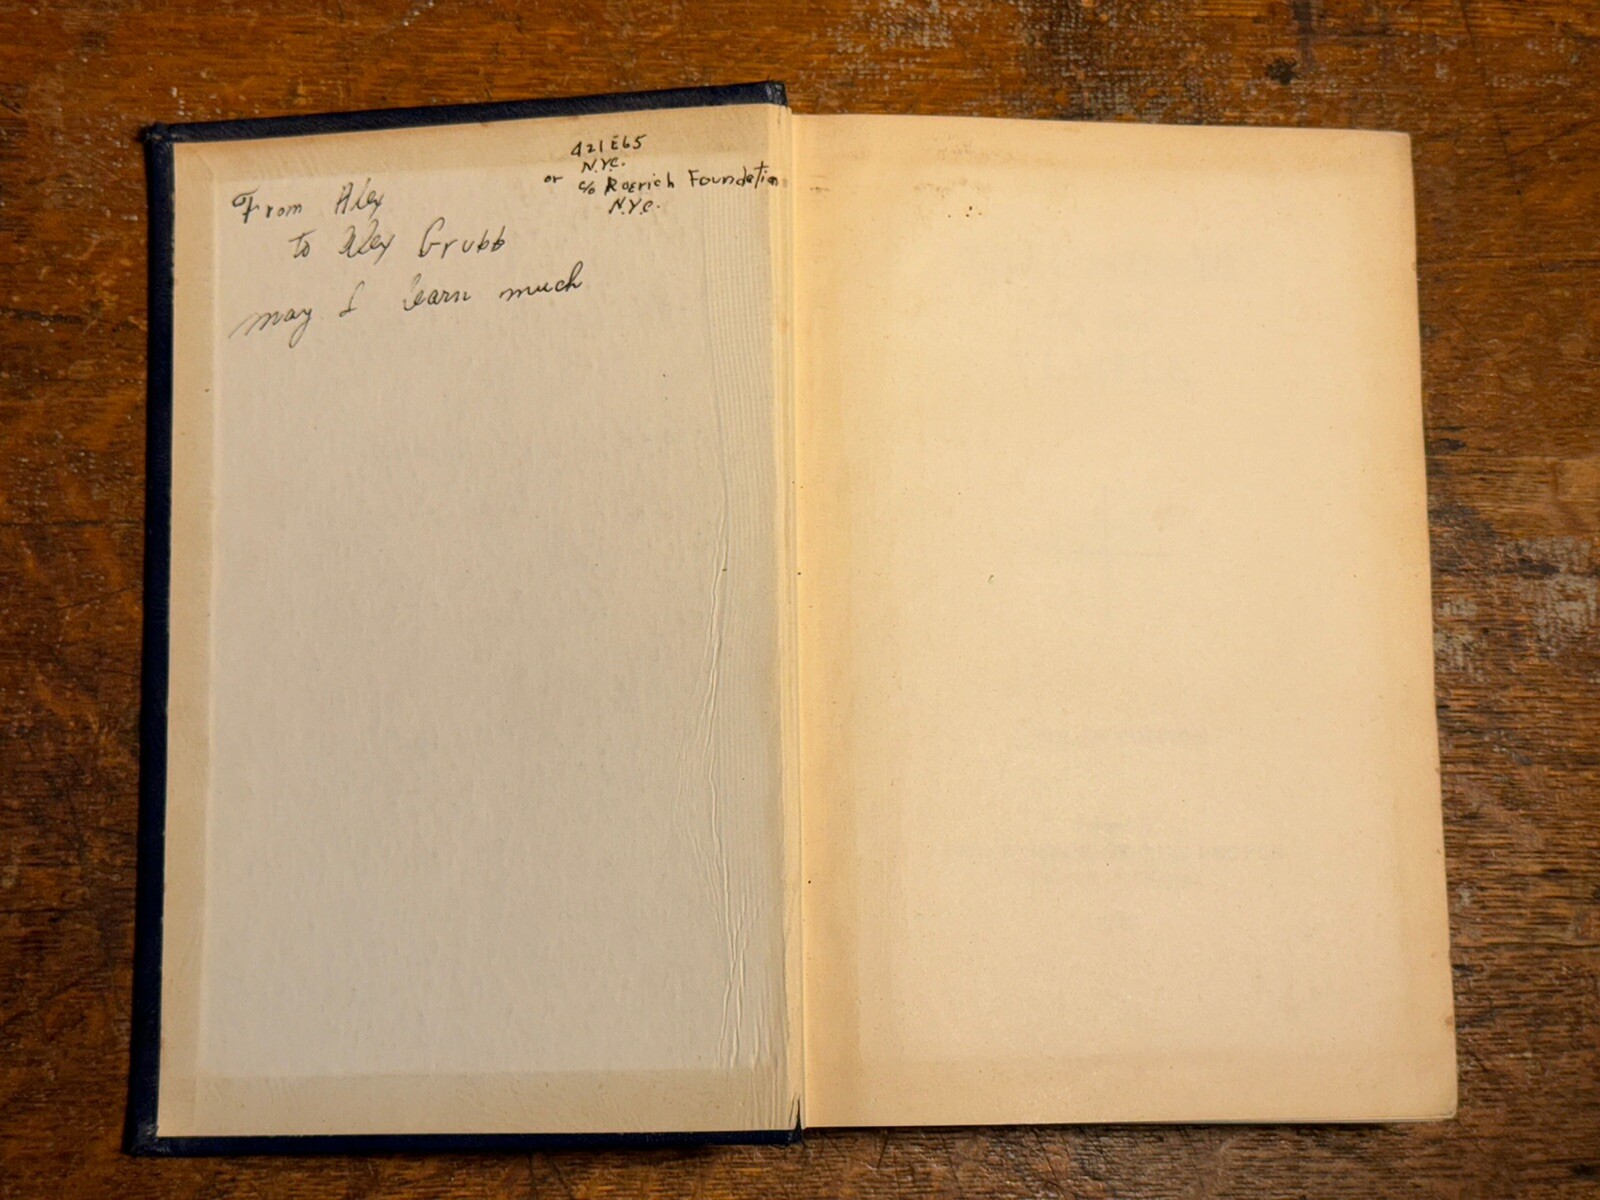 421 E65
N.Y.C.
or c/o Roerich Foundation
N.Y.C.
From Alex
to Alex Grubb
may I learn much